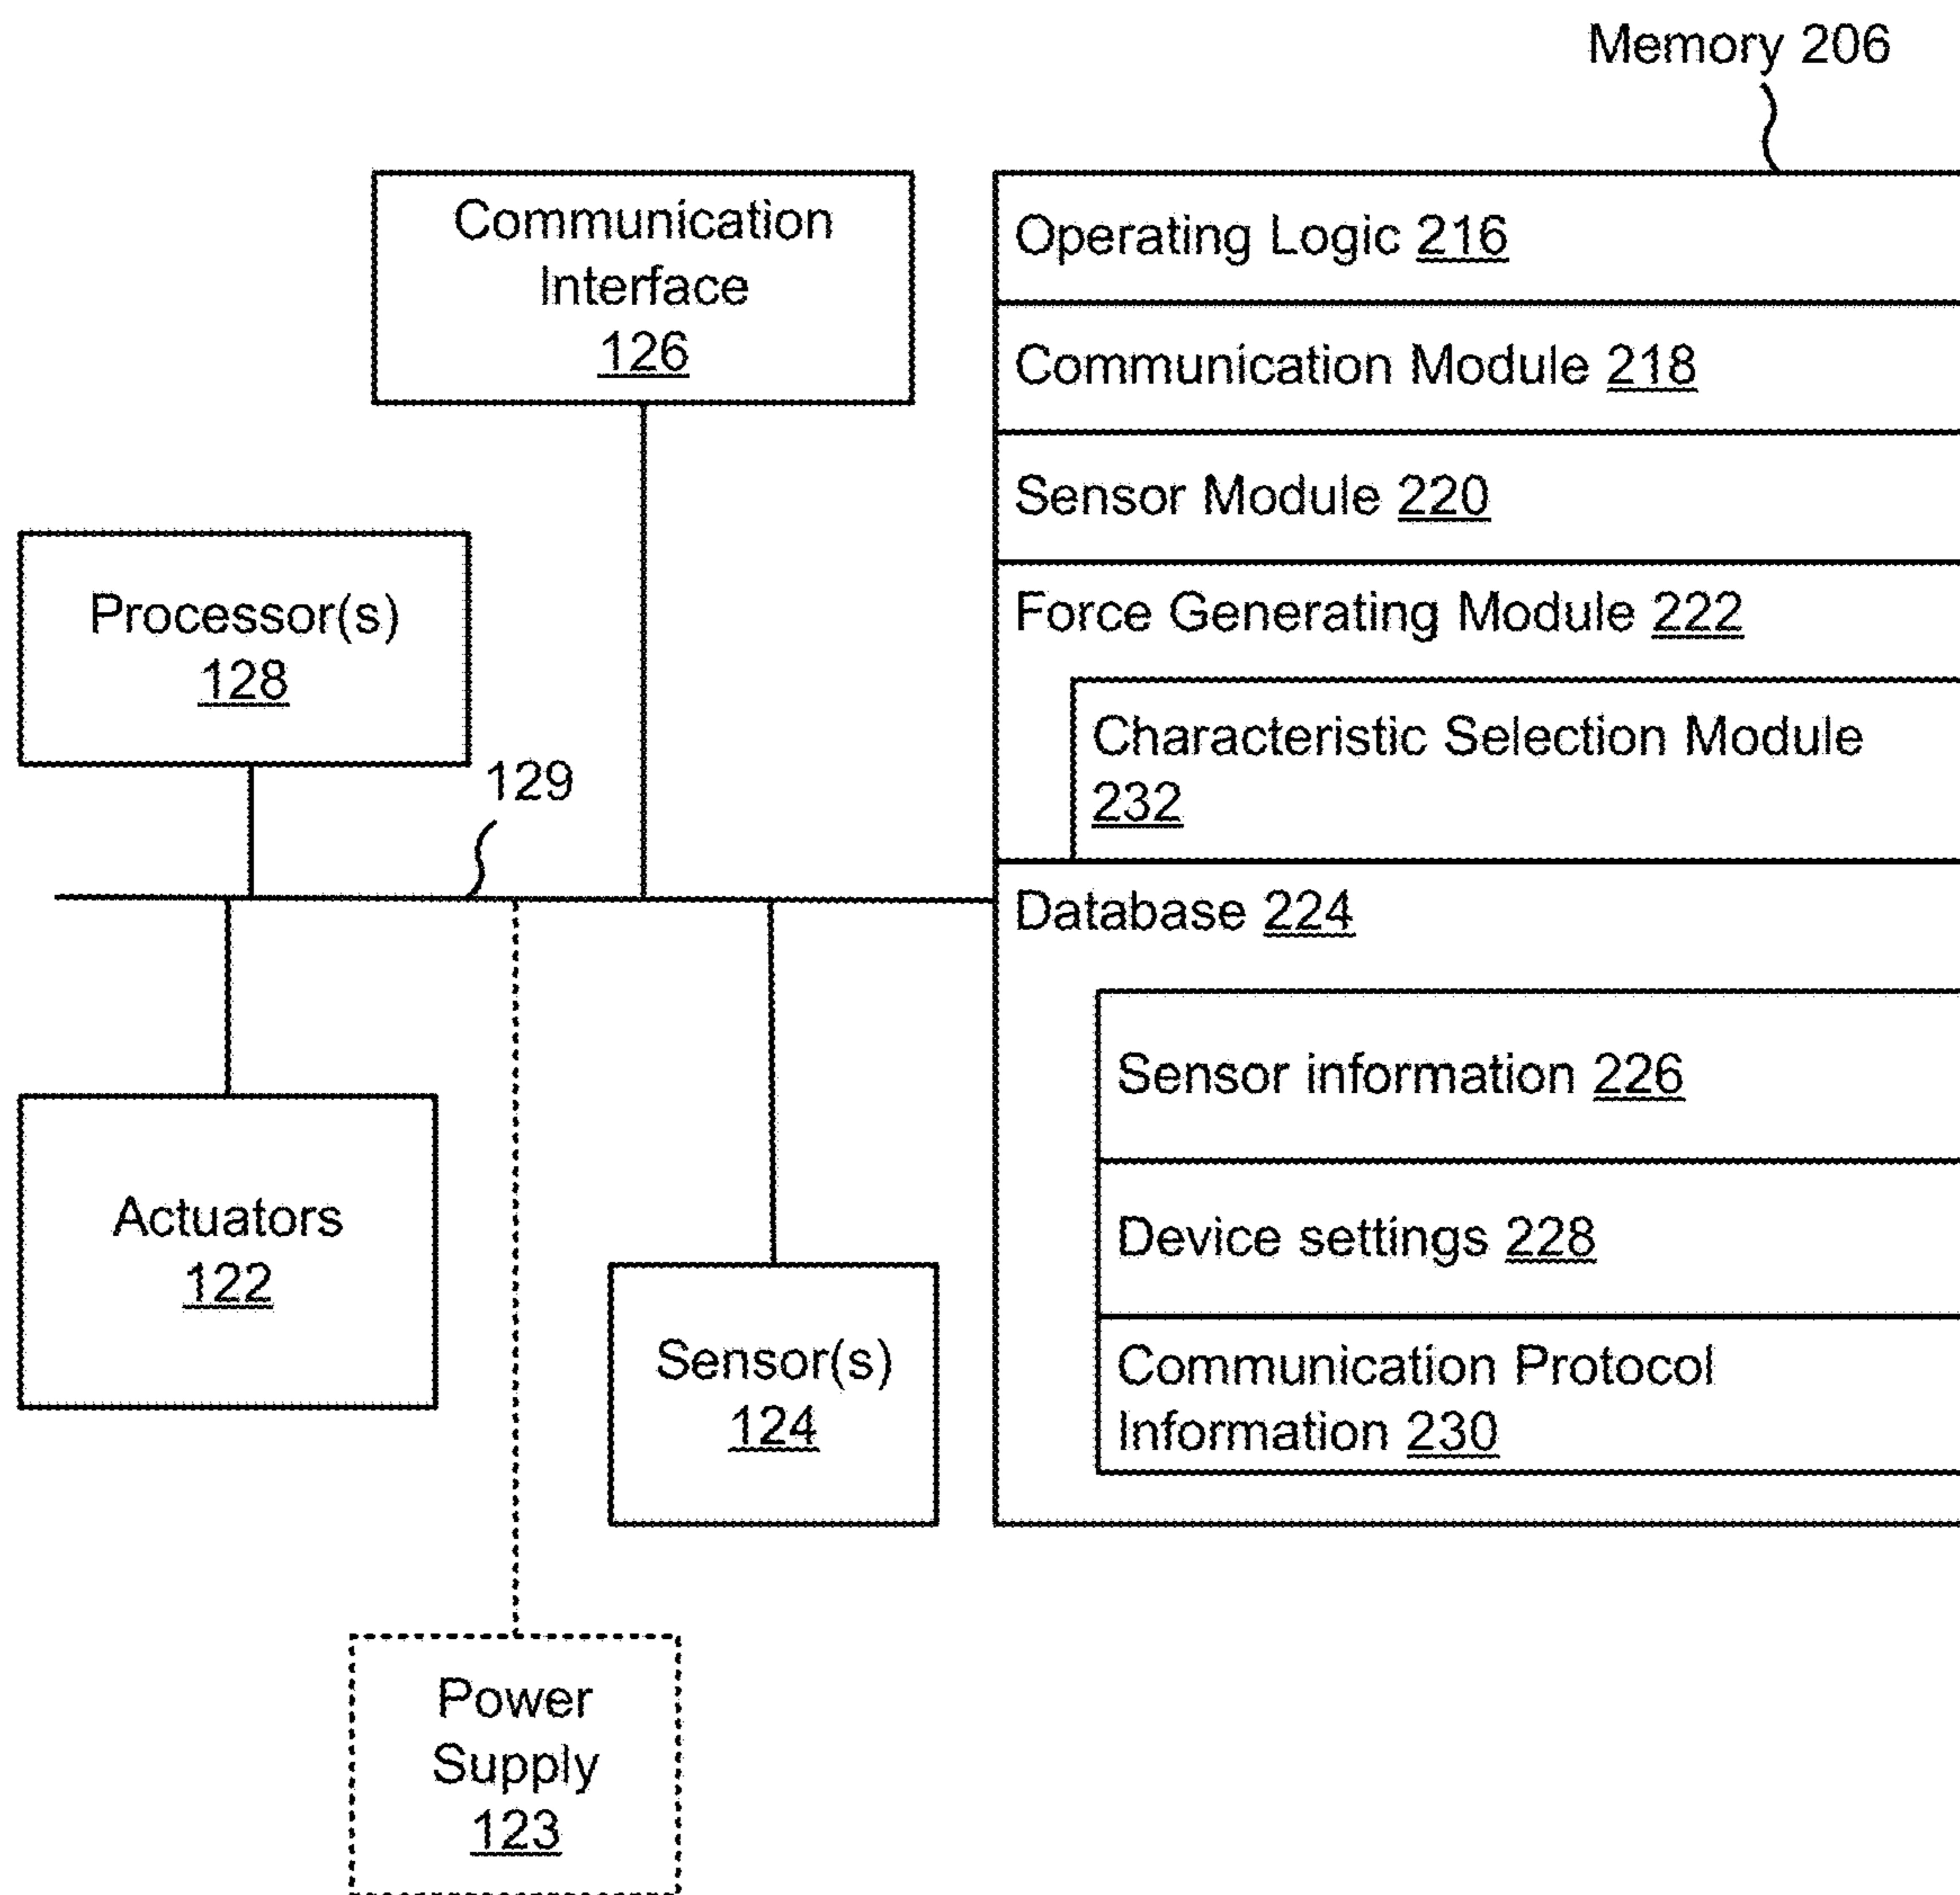 Memory 206
Communication
Interface
126
Operating Logic 216
Communication Module 218
Sensor Module 220
Processor(s)
128
Force Generating Module 222
Characteristic Selection Module
232
129
Database 224
Sensor information 226
Actuators
122
Device settings 228
Sensor(s)
124
Communication Protocol
Information 230
Power
Supply
123